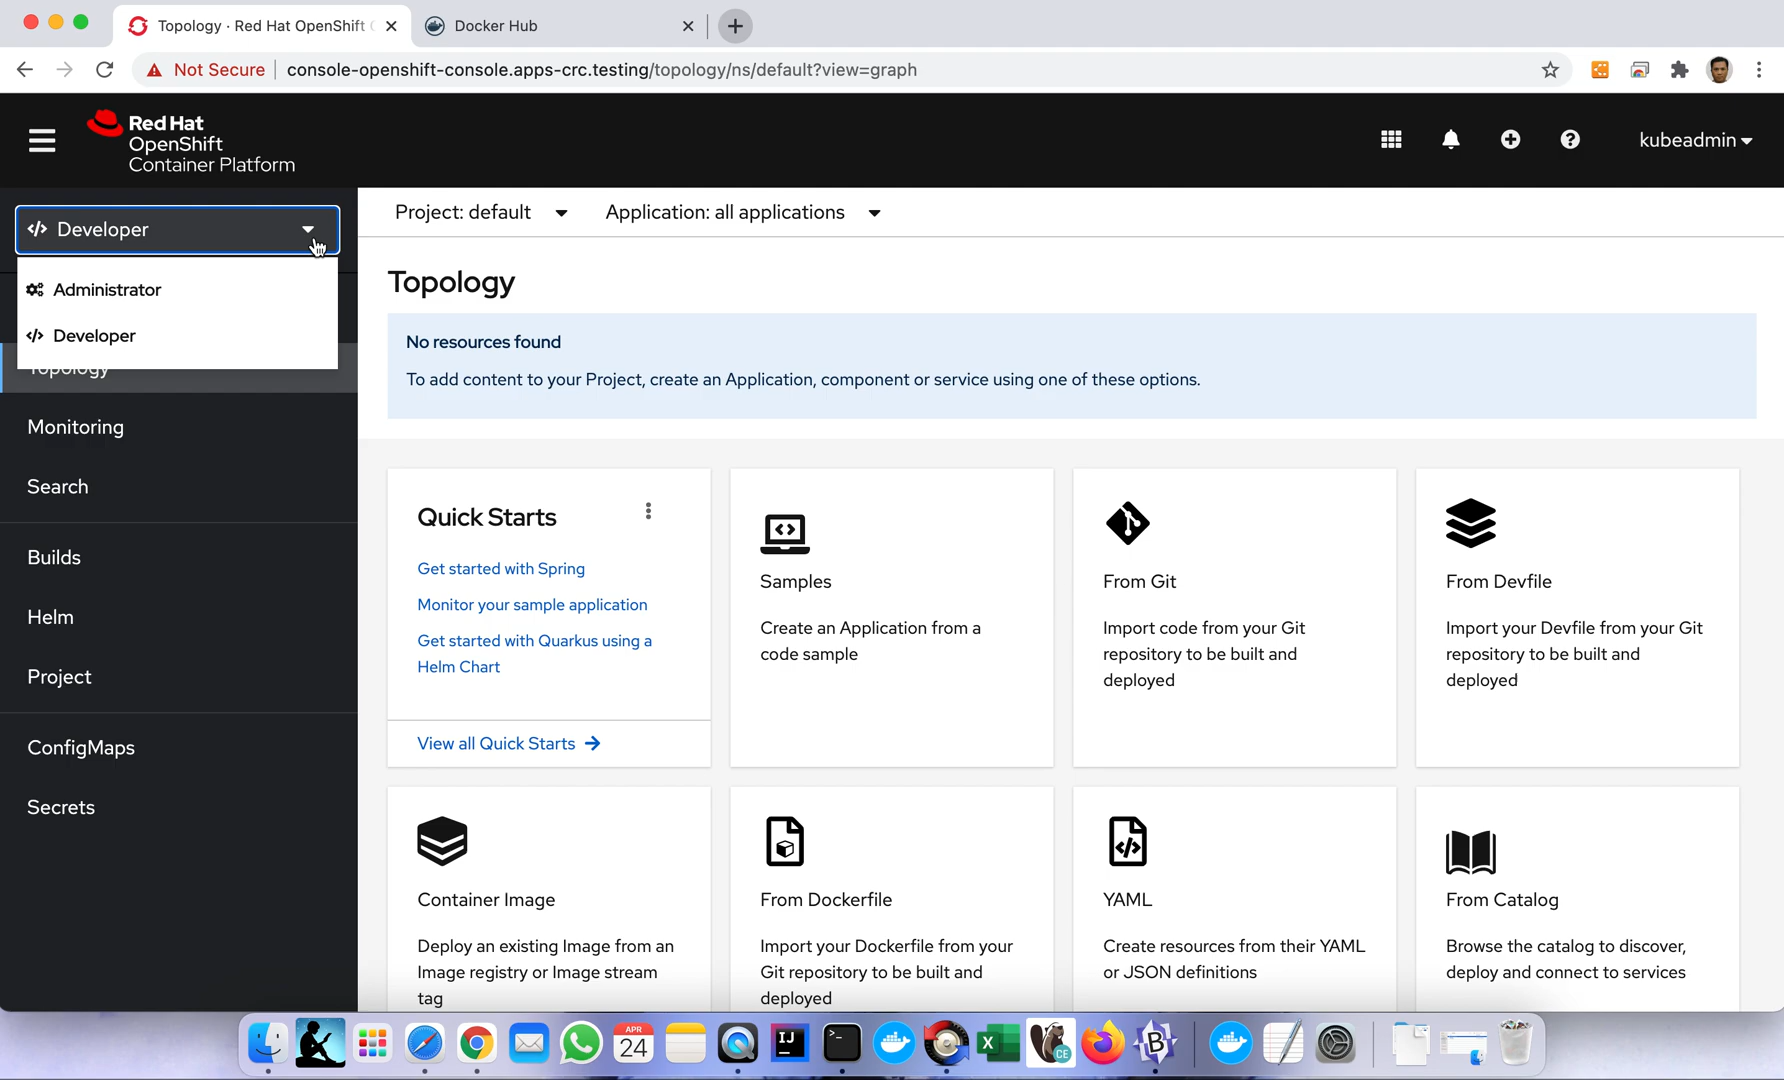 Topology · Red Hat OpenShift
Docker Hub
Not Secure
console-openshift-console.apps-crc.testing/topology/ns/default?view=graph
Red Hat
OpenShift
Container Platform
kubeadmin
Developer
Administrator
Developer
Topology
Monitoring
Search
Builds
Helm
Project
ConfigMaps
Secrets
Project: default
Application: all applications
Topology
No resources found
To add content to your Project, create an Application, component or service using one of these options.
Quick Starts
Get started with Spring
Monitor your sample application
Get started with Quarkus using a
Helm Chart
View all Quick Starts
Samples
Create an Application from a
code sample
From Git
Import code from your Git
repository to be built and
deployed
From Devfile
Import your Devfile from your Git
repository to be built and
deployed
Container Image
Deploy an existing Image from an
Image registry or Image stream
tag
From Dockerfile
Import your Dockerfile from your
Git repository to be built and
deployed
YAML
Create resources from their YAML
or JSON definitions
From Catalog
Browse the catalog to discover,
deploy and connect to services
APR
24
IJ
X
CE
B